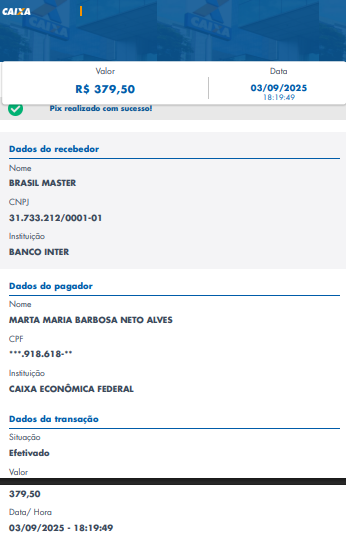 CAIXA
Valor
R$ 379,50
Data
03/09/2025
18:19:49
Pix realizado com sucesso!
Dados do recebedor
Nome
BRASIL MASTER
CNPJ
31.733.212/0001-01
Instituição
BANCO INTER
Dados do pagador
Nome
MARTA MARIA BARBOSA NETO ALVES
CPF
***.918.618-**
Instituição
CAIXA ECONÔMICA FEDERAL
Dados da transação
Situação
Efetivado
Valor
379,50
Data/ Hora
03/09/2025 - 18:19:49